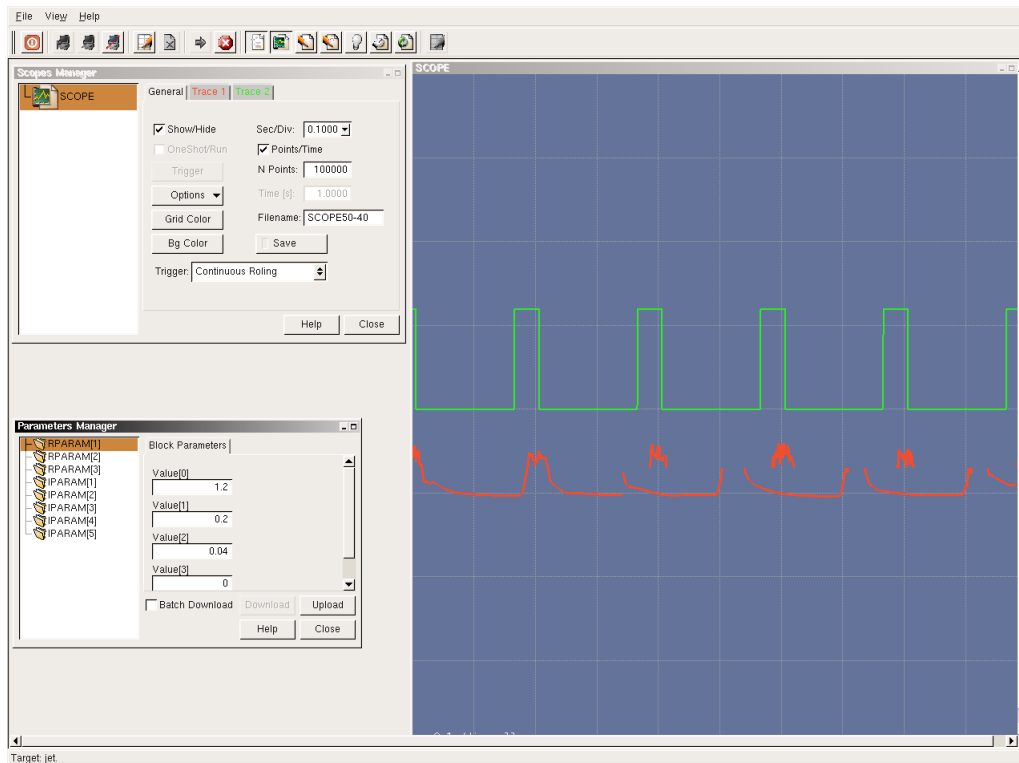 File View Help
Scopes Manager
SCOPE
SCOPE
General Trace 1 Trace 2
Show/Hide Sec/Div: 0.1000
OneShot/Run Points/Time
Trigger N Points: 100000
Options Time [s]: 1.0000
Grid Color Filename: SCOPE50-40
Bg Color Save
Trigger: Continuous Roling
Help Close
Parameters Manager
RPARAM[1]
RPARAM[2]
RPARAM[3]
IPARAM[1]
IPARAM[2]
IPARAM[3]
IPARAM[4]
IPARAM[5]
Block Parameters
Value[0]
1.2
Value[1]
0.2
Value[2]
0.04
Value[3]
0
Batch Download Download Upload
Help Close
Target: jet.